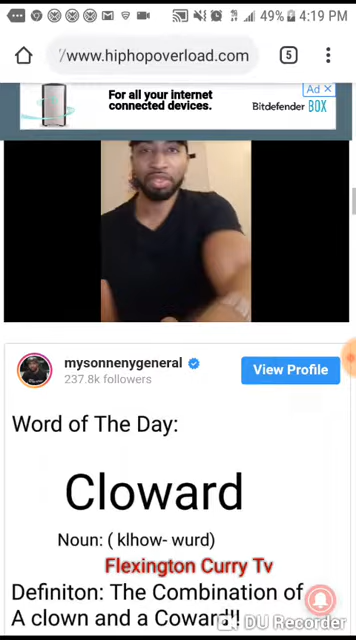 49% 4:19 PM
//www.hiphopoverload.com
5
Ad ✕
For all your internet
connected devices.
Bitdefender BOX
mysonnenygeneral
237.8k followers
View Profile
Word of The Day:
Cloward
Noun: ( klhow- wurd)
Flexington Curry Tv
Definiton: The Combination of
A clown and a Coward!!
DU Recorder